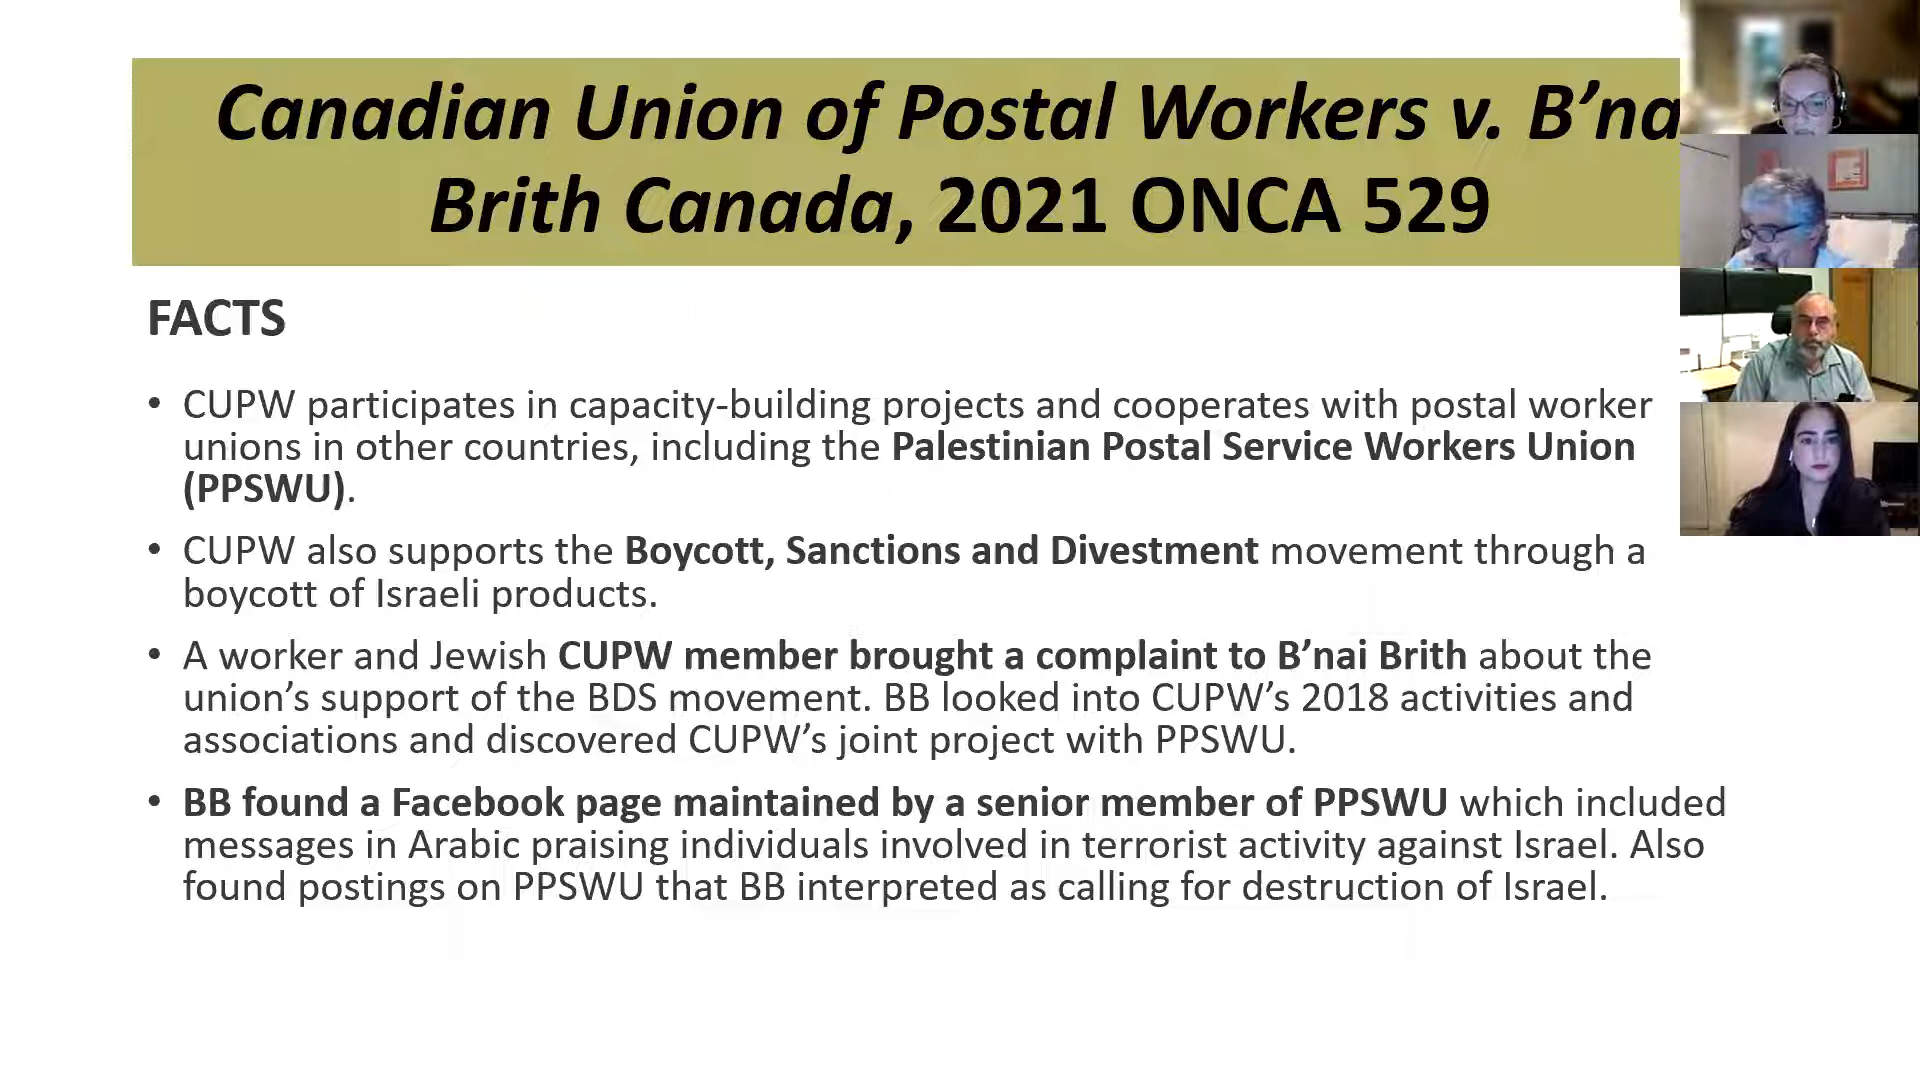 Canadian Union of Postal Workers v. B’na
Brith Canada, 2021 ONCA 529
FACTS
• CUPW participates in capacity-building projects and cooperates with postal worker
unions in other countries, including the Palestinian Postal Service Workers Union
(PPSWU).
• CUPW also supports the Boycott, Sanctions and Divestment movement through a
boycott of Israeli products.
• A worker and Jewish CUPW member brought a complaint to B’nai Brith about the
union’s support of the BDS movement. BB looked into CUPW’s 2018 activities and
associations and discovered CUPW’s joint project with PPSWU.
• BB found a Facebook page maintained by a senior member of PPSWU which included
messages in Arabic praising individuals involved in terrorist activity against Israel. Also
found postings on PPSWU that BB interpreted as calling for destruction of Israel.